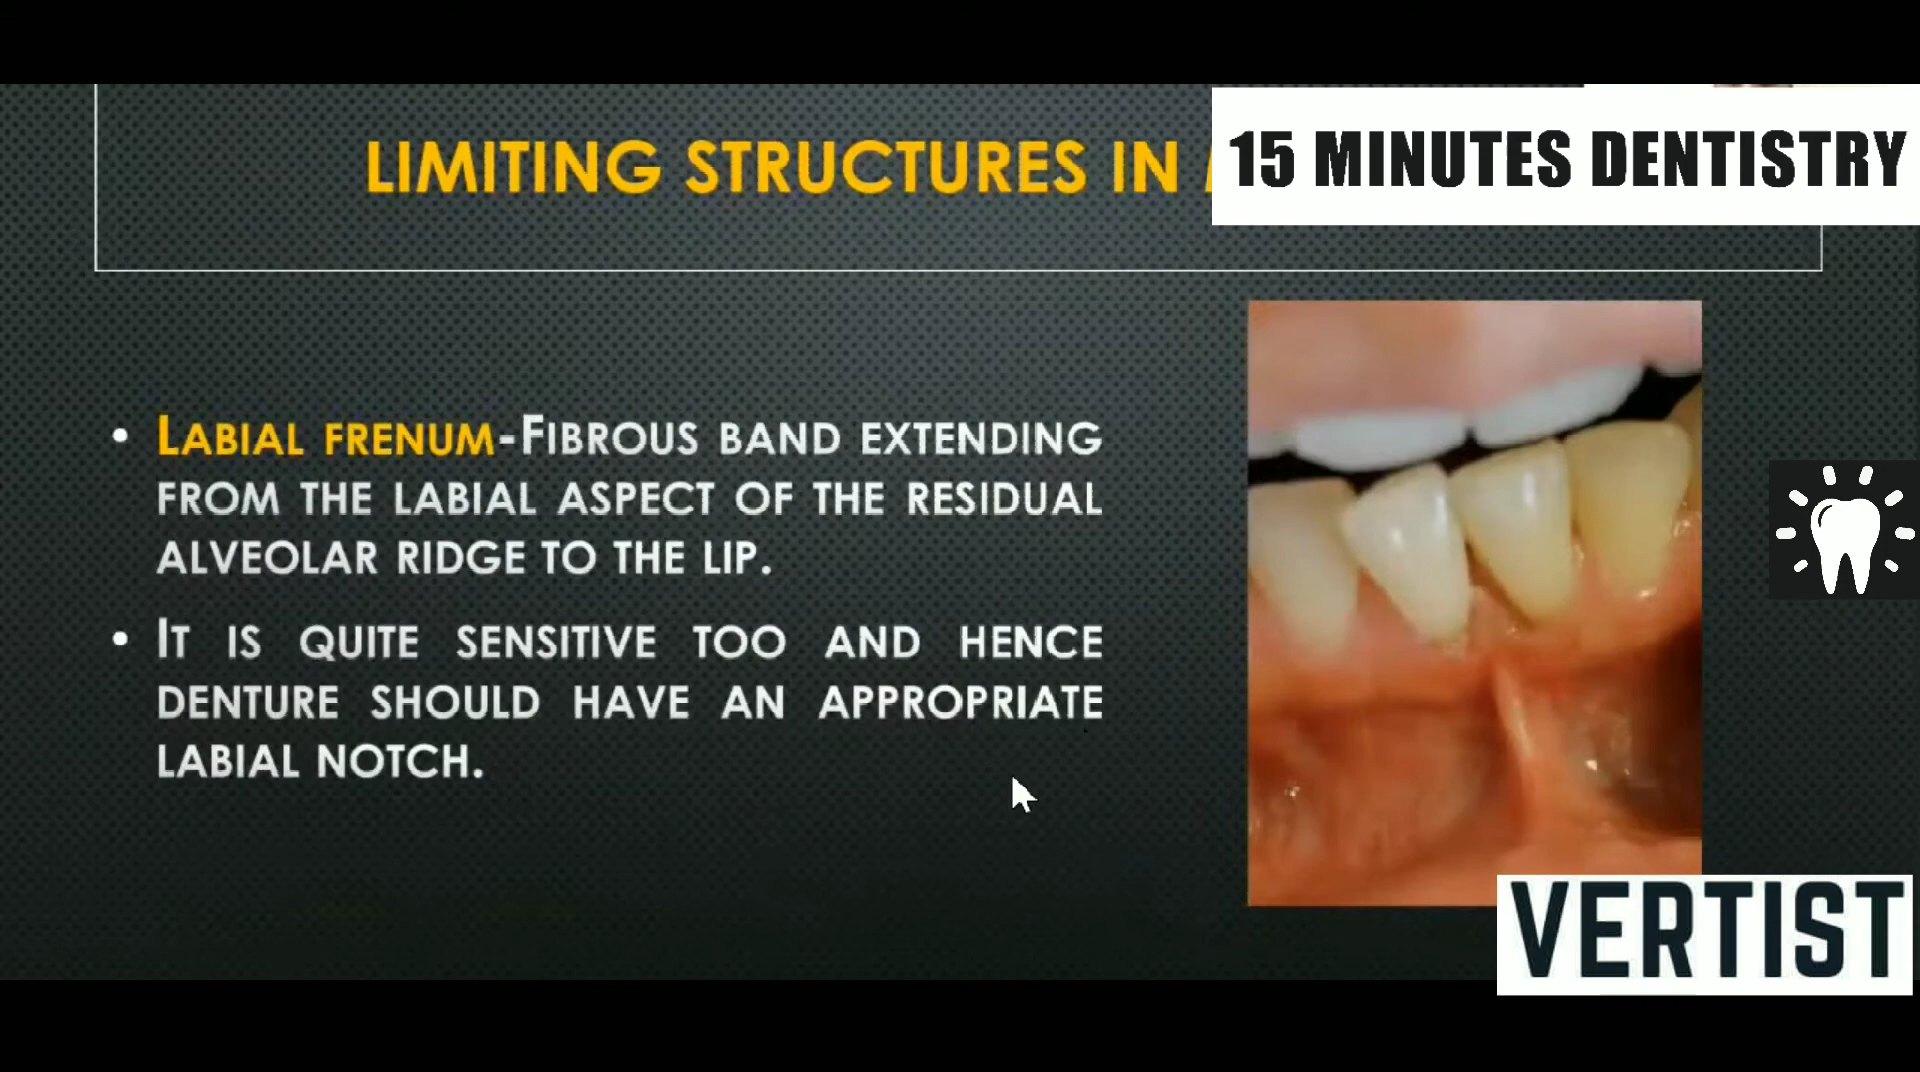 LIMITING STRUCTURES IN
15 MINUTES DENTISTRY
• LABIAL FRENUM-FIBROUS BAND EXTENDING
FROM THE LABIAL ASPECT OF THE RESIDUAL
ALVEOLAR RIDGE TO THE LIP.
• IT IS QUITE SENSITIVE TOO AND HENCE
DENTURE SHOULD HAVE AN APPROPRIATE
LABIAL NOTCH.
VERTIST